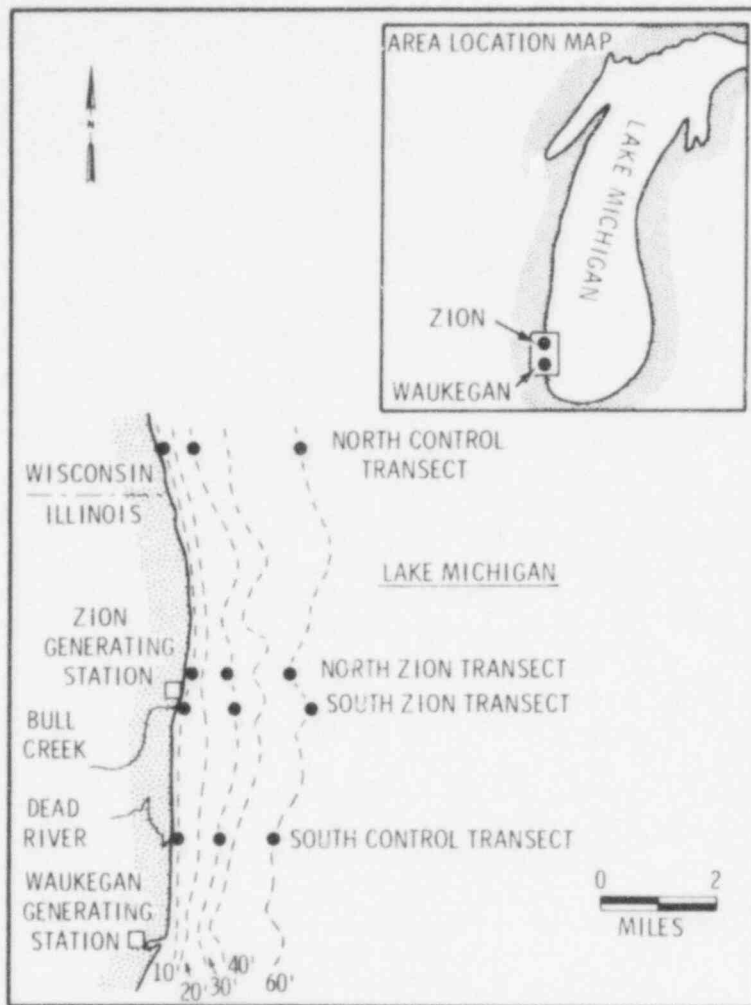 AREA LOCATION MAP
N
LAKE MICHIGAN
ZION
WAUKEGAN
NORTH CONTROL
TRANSECT
WISCONSIN
ILLINOIS
LAKE MICHIGAN
ZION
GENERATING
STATION
NORTH ZION TRANSECT
SOUTH ZION TRANSECT
BULL
CREEK
DEAD
RIVER
SOUTH CONTROL TRANSECT
WAUKEGAN
GENERATING
STATION
0 2
MILES
10'
20'
30'
40'
60'